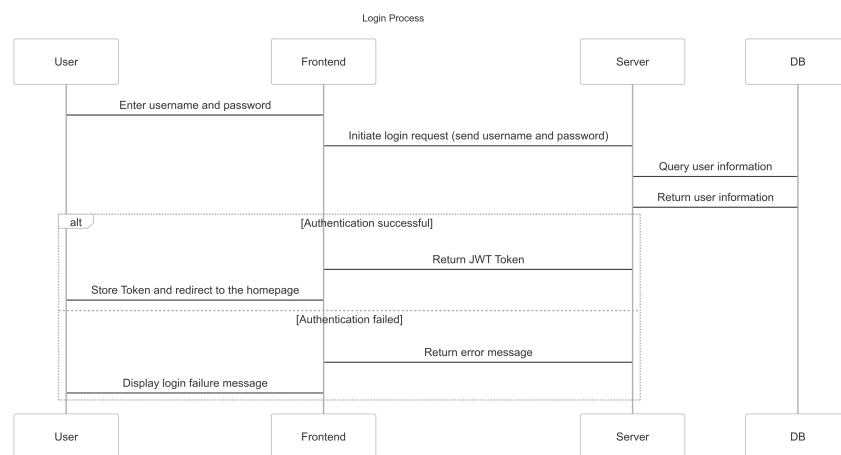 Login Process
User
Frontend
Server
DB
Enter username and password
Initiate login request (send username and password)
Query user information
Return user information
alt
[Authentication successful]
Return JWT Token
Store Token and redirect to the homepage
[Authentication failed]
Return error message
Display login failure message
User
Frontend
Server
DB